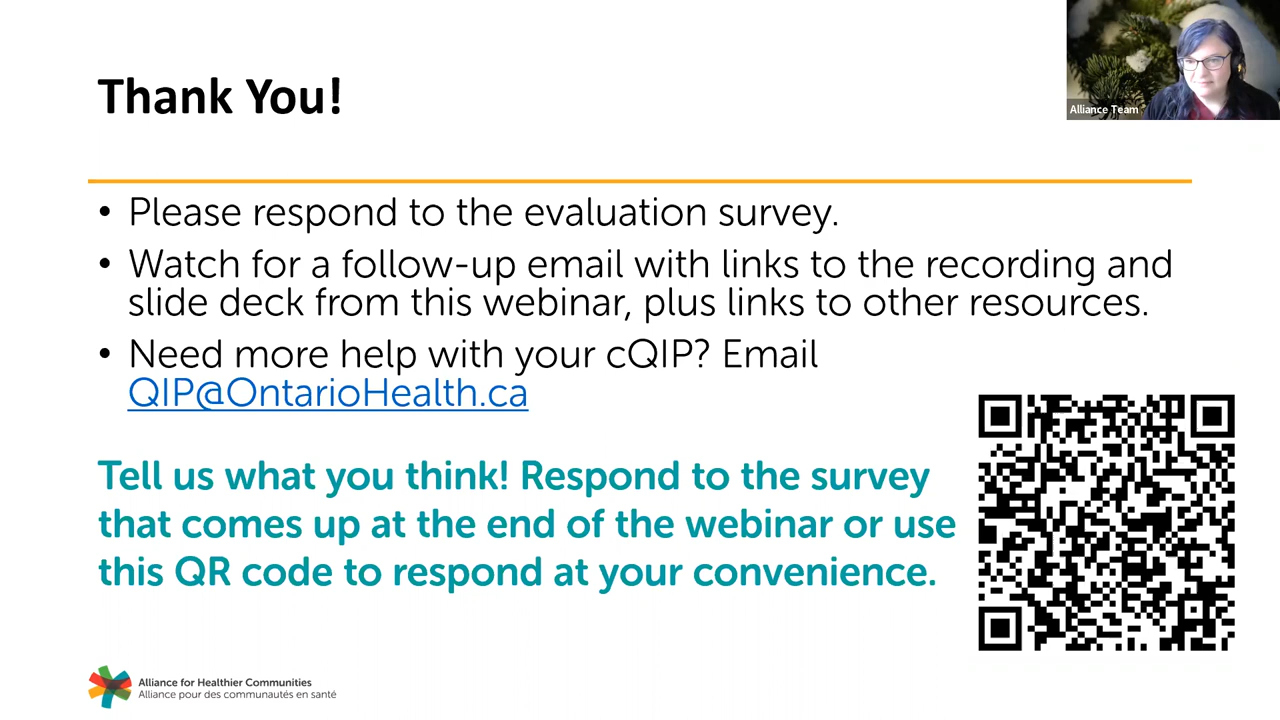 Thank You!
Alliance Team
• Please respond to the evaluation survey.
• Watch for a follow-up email with links to the recording and
slide deck from this webinar, plus links to other resources.
• Need more help with your cQIP? Email
QIP@OntarioHealth.ca
Tell us what you think! Respond to the survey
that comes up at the end of the webinar or use
this QR code to respond at your convenience.
Alliance for Healthier Communities
Alliance pour des communautés en santé